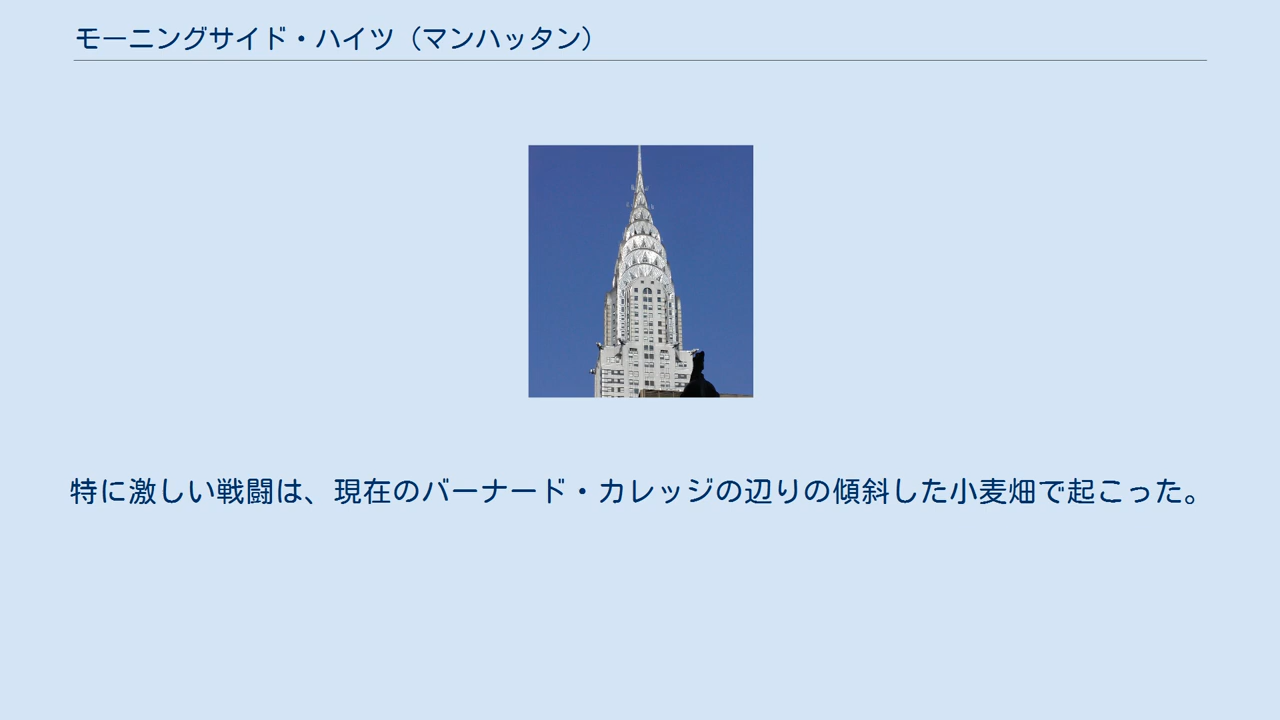 モーニングサイド・ハイツ（マンハッタン）
特に激しい戦闘は、現在のバーナード・カレッジの辺りの傾斜した小麦畑で起こった。